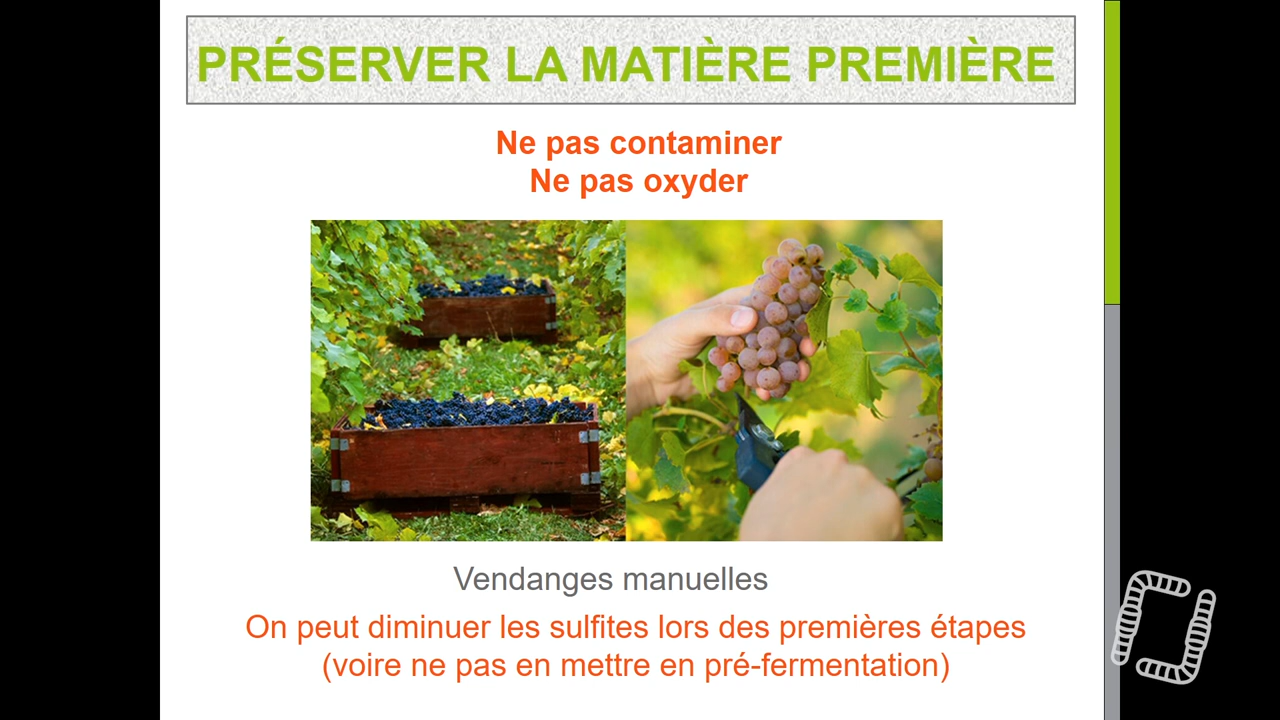 PRÉSERVER LA MATIÈRE PREMIÈRE
Ne pas contaminer
Ne pas oxyder
Vendanges manuelles
On peut diminuer les sulfites lors des premières étapes
(voire ne pas en mettre en pré-fermentation)